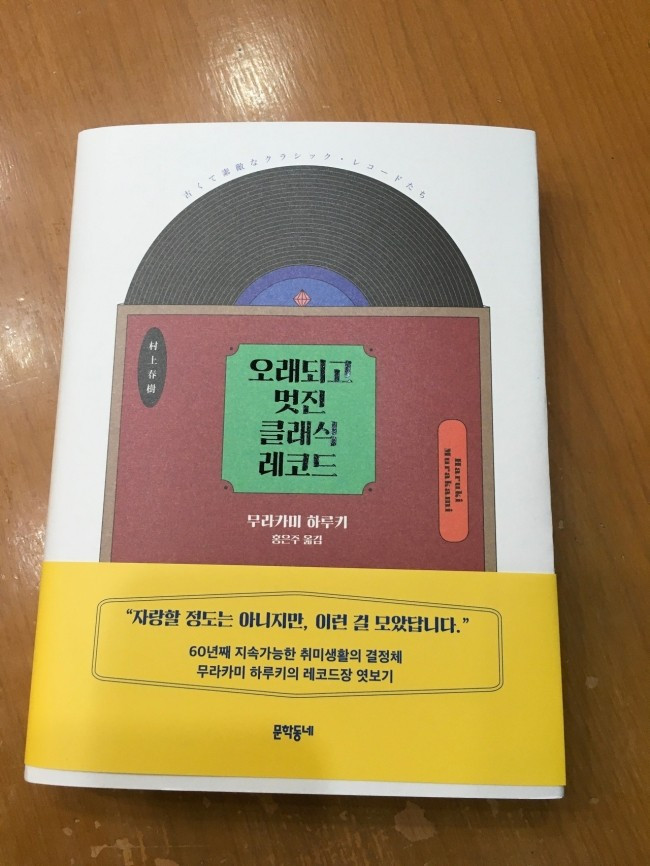 古くて素敵なクラシック・レコードたち
村上春樹
오래되고
멋진
클래식
레코드
Haruki
Murakami
무라카미 하루키
홍은주 옮김
“자랑할 정도는 아니지만, 이런 걸 모았답니다.”
60년째 지속가능한 취미생활의 결정체
무라카미 하루키의 레코드장 엿보기
문학동네